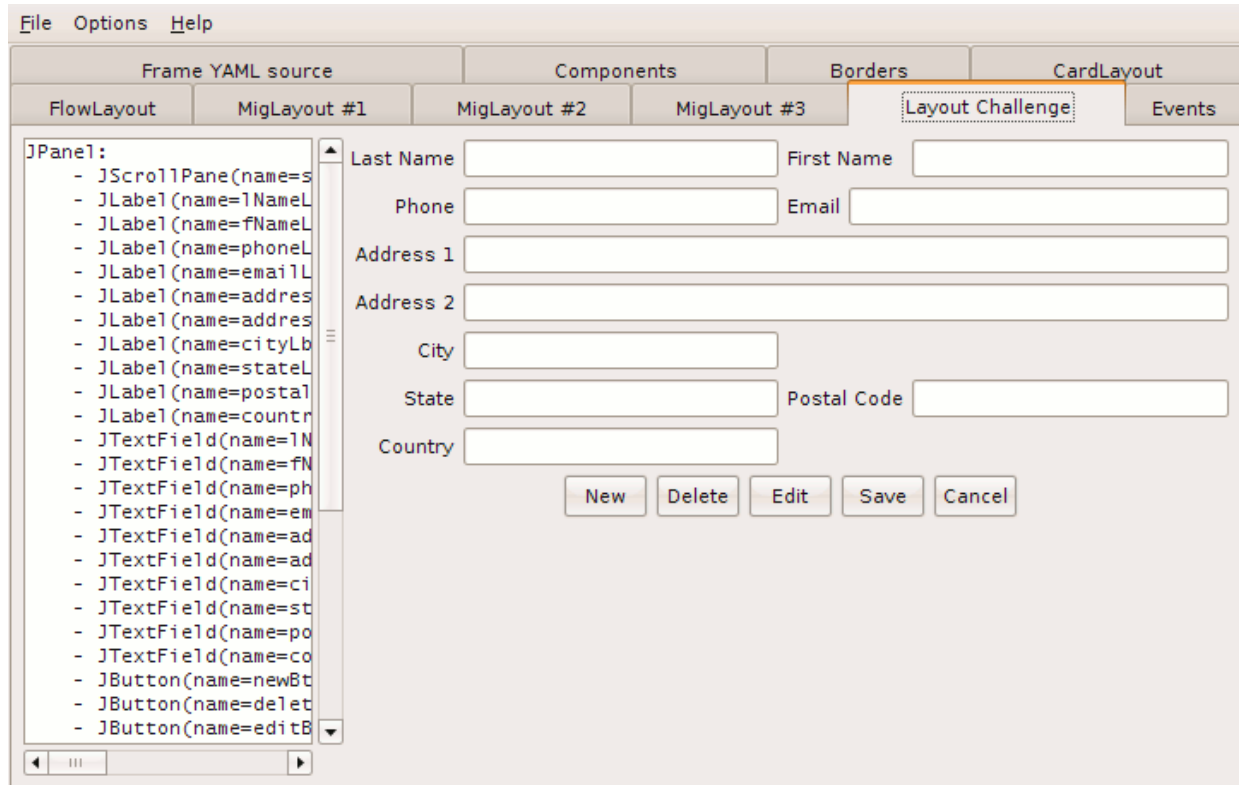 File Options Help
Frame YAML source Components Borders CardLayout
FlowLayout MigLayout #1 MigLayout #2 MigLayout #3 Layout Challenge Events
JPanel:
- JScrollPane(name=s
- JLabel(name=lNameL
- JLabel(name=fNameL
- JLabel(name=phoneL
- JLabel(name=emailL
- JLabel(name=addres
- JLabel(name=addres
- JLabel(name=cityLb
- JLabel(name=stateL
- JLabel(name=postal
- JLabel(name=countr
- JTextField(name=lN
- JTextField(name=fN
- JTextField(name=ph
- JTextField(name=em
- JTextField(name=ad
- JTextField(name=ad
- JTextField(name=ci
- JTextField(name=st
- JTextField(name=po
- JTextField(name=co
- JButton(name=newBt
- JButton(name=delet
- JButton(name=editB
Last Name First Name
Phone Email
Address 1
Address 2
City
State Postal Code
Country
New Delete Edit Save Cancel